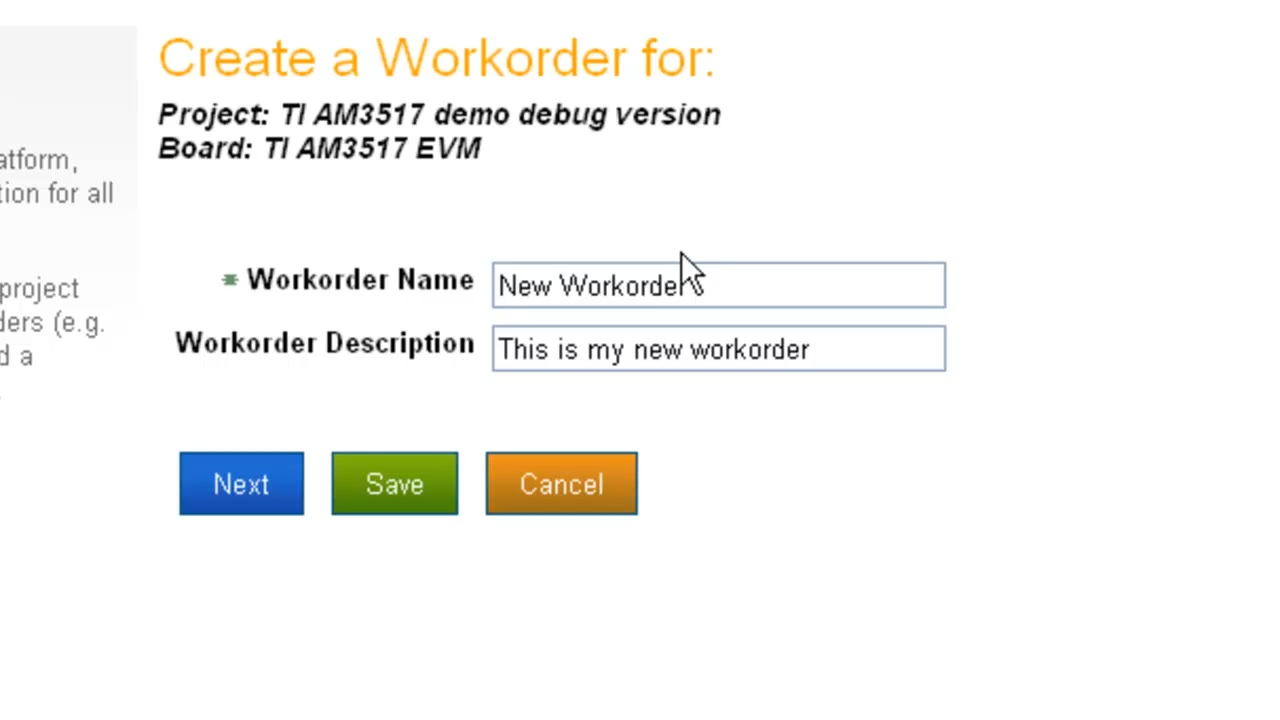 Create a Workorder for:
Project: TI AM3517 demo debug version
Board: TI AM3517 EVM
atform,
tion for all
project
ders (e.g.
d a
* Workorder Name New Workorder
Workorder Description This is my new workorder
Next Save Cancel